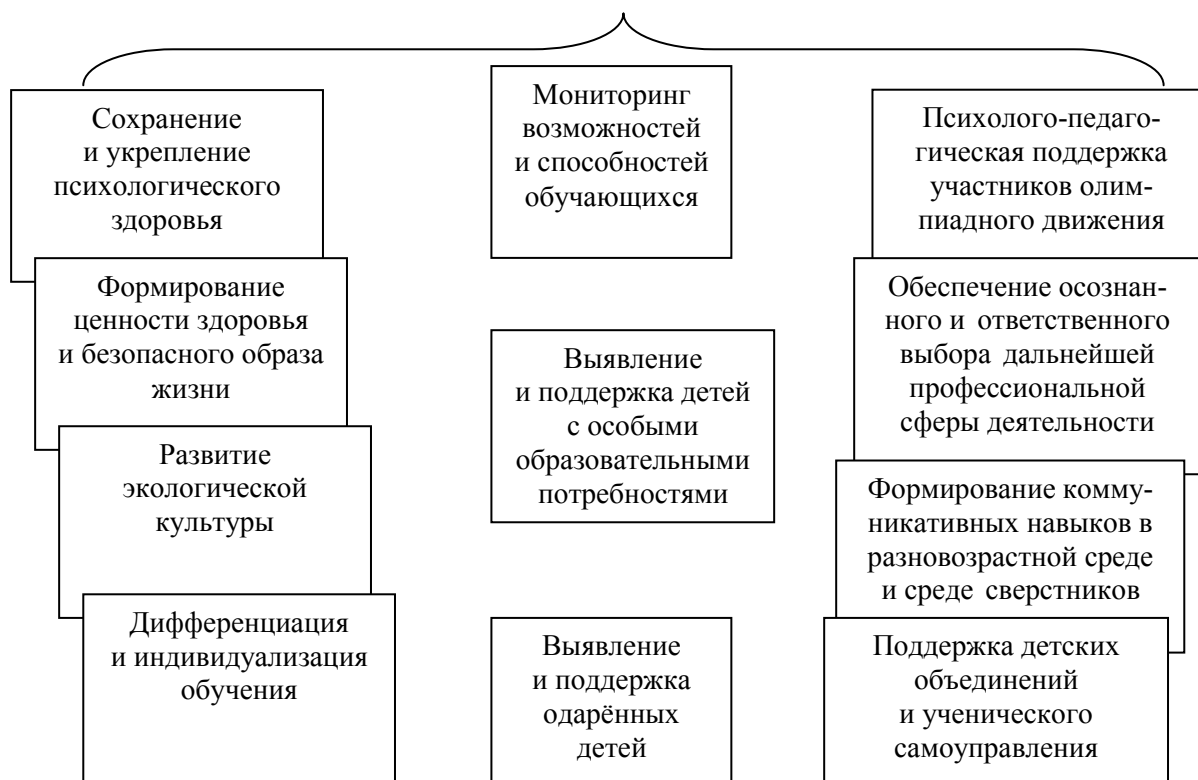 Сохранение
и укрепление
психологического
здоровья
Формирование
ценности здоровья
и безопасного образа
жизни
Развитие
экологической
культуры
Дифференциация
и индивидуализация
обучения
Мониторинг
возможностей
и способностей
обучающихся
Выявление
и поддержка детей
с особыми
образовательными
потребностями
Выявление
и поддержка
одарённых
детей
Психолого-педаго-
гическая поддержка
участников олим-
пиадного движения
Обеспечение осознан-
ного и ответственного
выбора дальнейшей
профессиональной
сферы деятельности
Формирование комму-
никативных навыков в
разновозрастной среде
и среде сверстников
Поддержка детских
объединений
и ученического
самоуправления